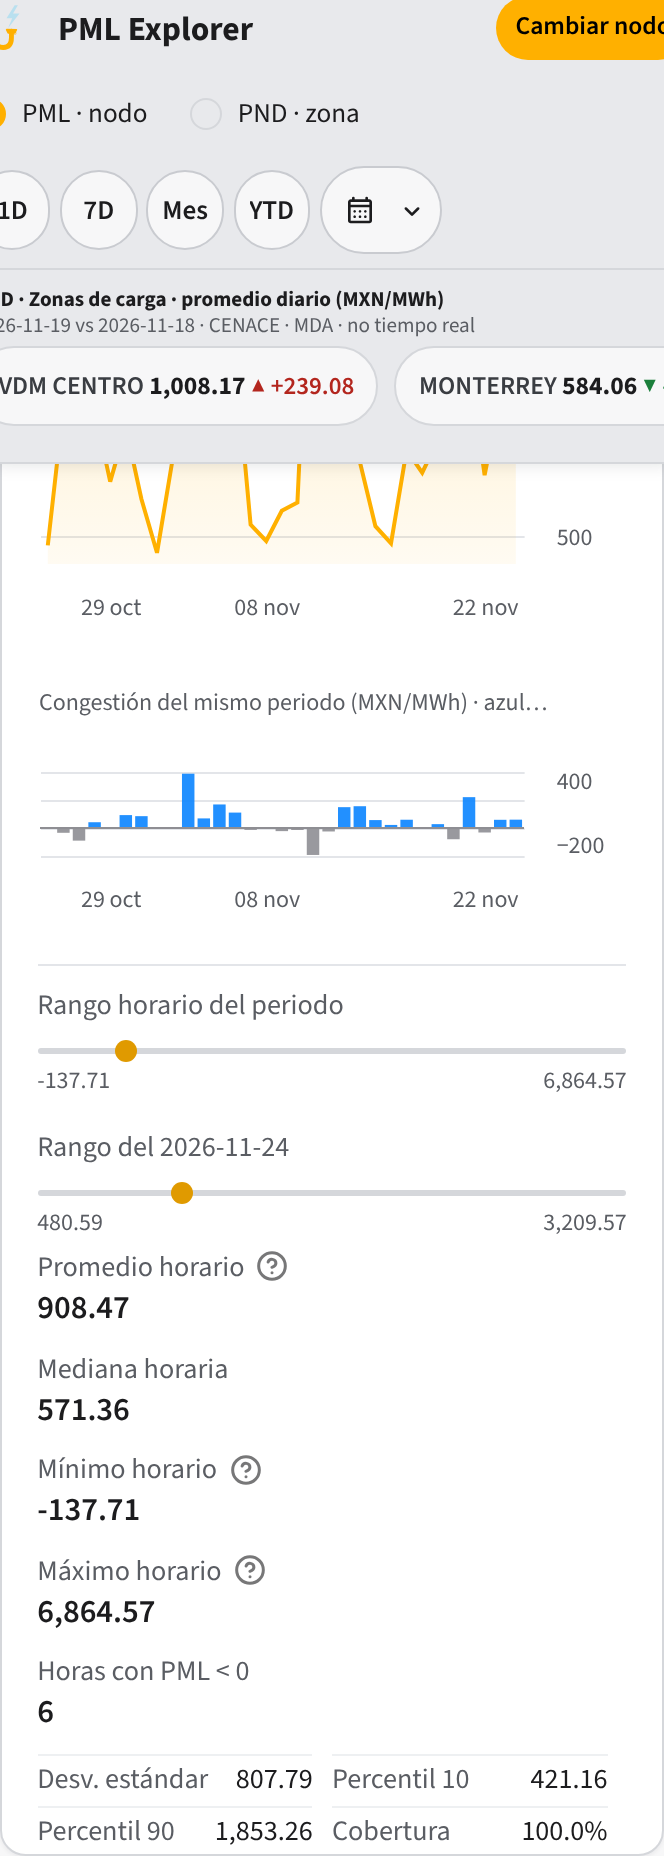 PML Explorer
Cambiar nodo
PML · nodo PND · zona
1D 7D Mes YTD
D · Zonas de carga · promedio diario (MXN/MWh)
26-11-19 vs 2026-11-18 · CENACE · MDA · no tiempo real
VDM CENTRO 1,008.17 ▲ +239.08 MONTERREY 584.06 ▼
500
29 oct 08 nov 22 nov
Congestión del mismo periodo (MXN/MWh) · azul…
400
−200
29 oct 08 nov 22 nov
Rango horario del periodo
-137.71 6,864.57
Rango del 2026-11-24
480.59 3,209.57
Promedio horario ?
908.47
Mediana horaria
571.36
Mínimo horario ?
-137.71
Máximo horario ?
6,864.57
Horas con PML < 0
6
Desv. estándar 807.79 Percentil 10 421.16
Percentil 90 1,853.26 Cobertura 100.0%